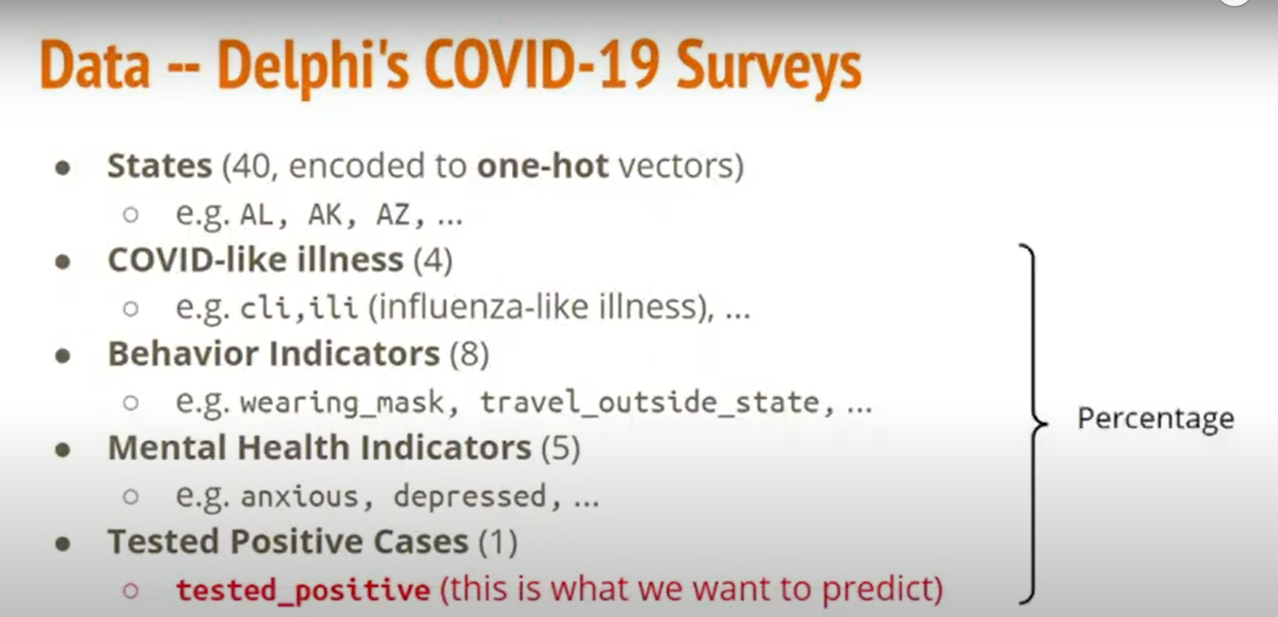 Data -- Delphi's COVID-19 Surveys
● States (40, encoded to one-hot vectors)
○ e.g. AL, AK, AZ, ...
● COVID-like illness (4)
○ e.g. cli,ili (influenza-like illness), ...
● Behavior Indicators (8)
○ e.g. wearing_mask, travel_outside_state, ...
● Mental Health Indicators (5)
○ e.g. anxious, depressed, ...
● Tested Positive Cases (1)
○ tested_positive (this is what we want to predict)
Percentage